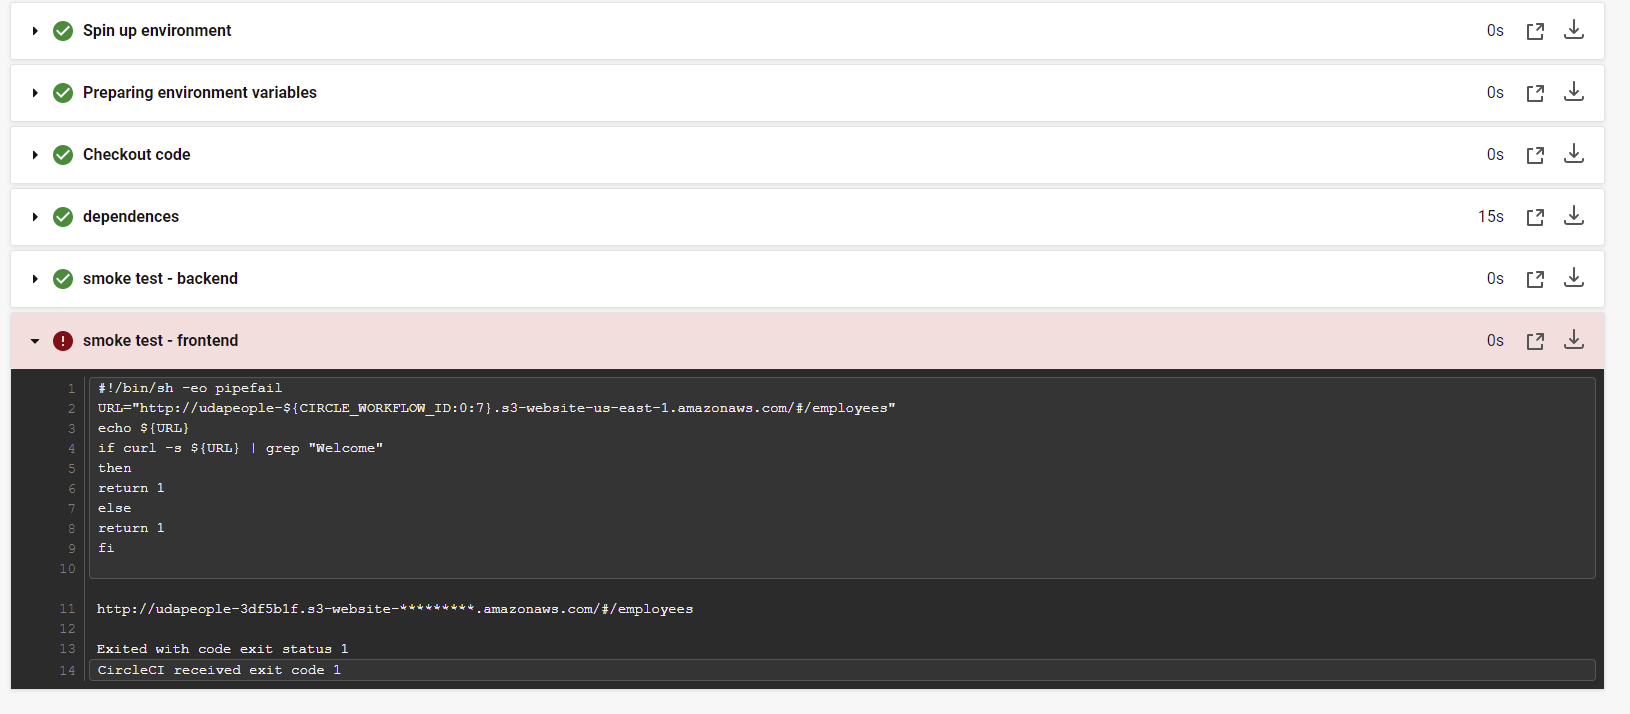 Spin up environment 0s
Preparing environment variables 0s
Checkout code 0s
dependences 15s
smoke test - backend 0s
smoke test - frontend 0s
1 #!/bin/sh -eo pipefail
2 URL="http://udapeople-${CIRCLE_WORKFLOW_ID:0:7}.s3-website-us-east-1.amazonaws.com/#/employees"
3 echo ${URL}
4 if curl -s ${URL} | grep "Welcome"
5 then
6 return 1
7 else
8 return 1
9 fi
10
11 http://udapeople-3df5b1f.s3-website-*********.amazonaws.com/#/employees
12
13 Exited with code exit status 1
14 CircleCI received exit code 1